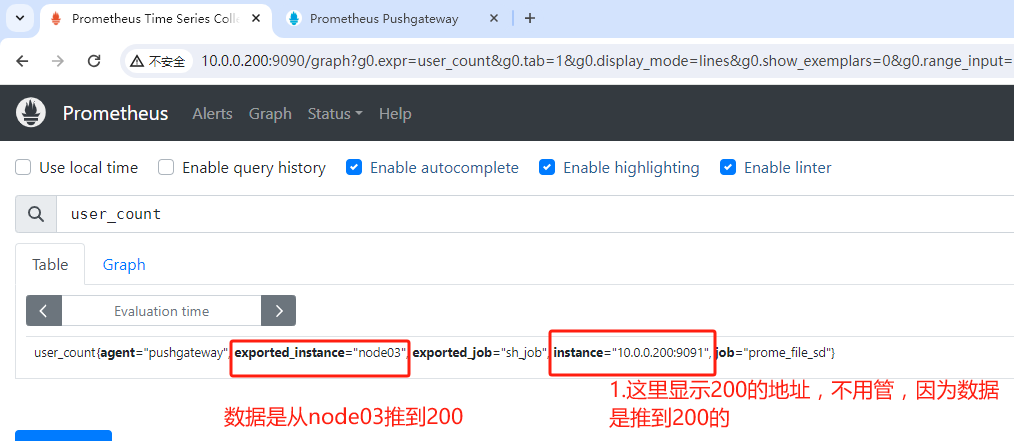 Prometheus Time Series Colle
Prometheus Pushgateway
不安全
10.0.0.200:9090/graph?g0.expr=user_count&g0.tab=1&g0.display_mode=lines&g0.show_exemplars=0&g0.range_input=
Prometheus Alerts Graph Status Help
Use local time Enable query history Enable autocomplete Enable highlighting Enable linter
user_count
Table Graph
Evaluation time
user_count{agent="pushgateway", exported_instance="node03", exported_job="sh_job", instance="10.0.0.200:9091", job="prome_file_sd"}
数据是从node03推到200
1.这里显示200的地址，不用管，因为数据
是推到200的